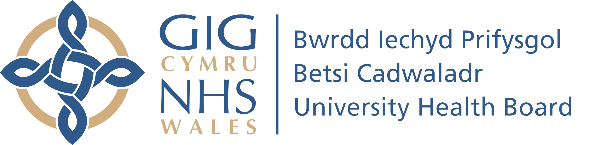 GIG
CYMRU
NHS
WALES
Bwrdd Iechyd Prifysgol
Betsi Cadwaladr
University Health Board